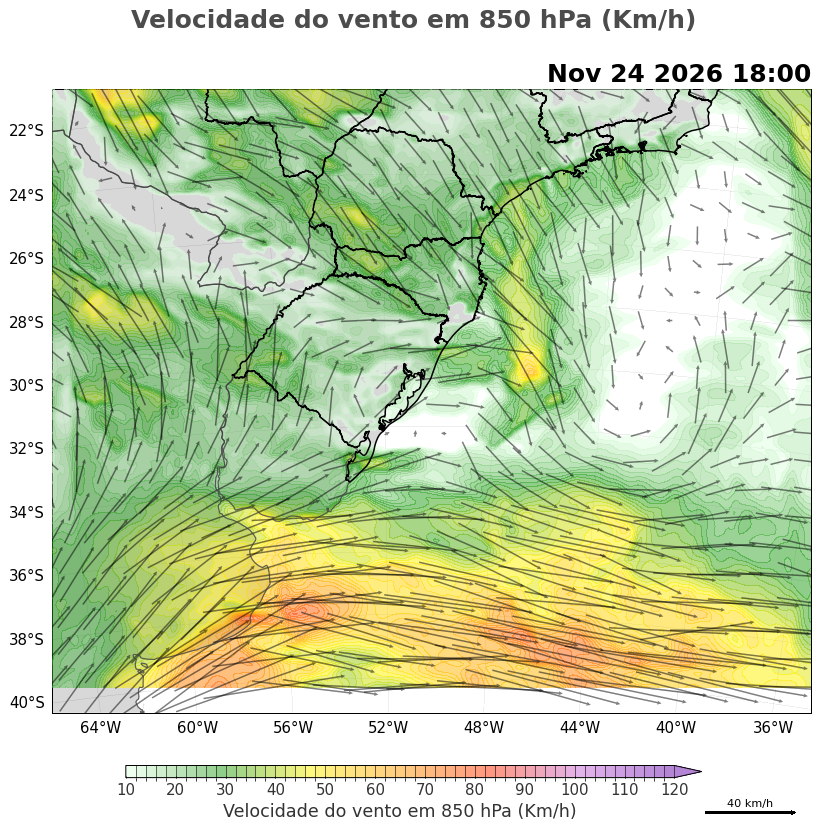 Velocidade do vento em 850 hPa (Km/h)
Nov 24 2026 18:00
22°S
24°S
26°S
28°S
30°S
32°S
34°S
36°S
38°S
40°S
64°W 60°W 56°W 52°W 48°W 44°W 40°W 36°W
10 20 30 40 50 60 70 80 90 100 110 120
Velocidade do vento em 850 hPa (Km/h)
40 km/h